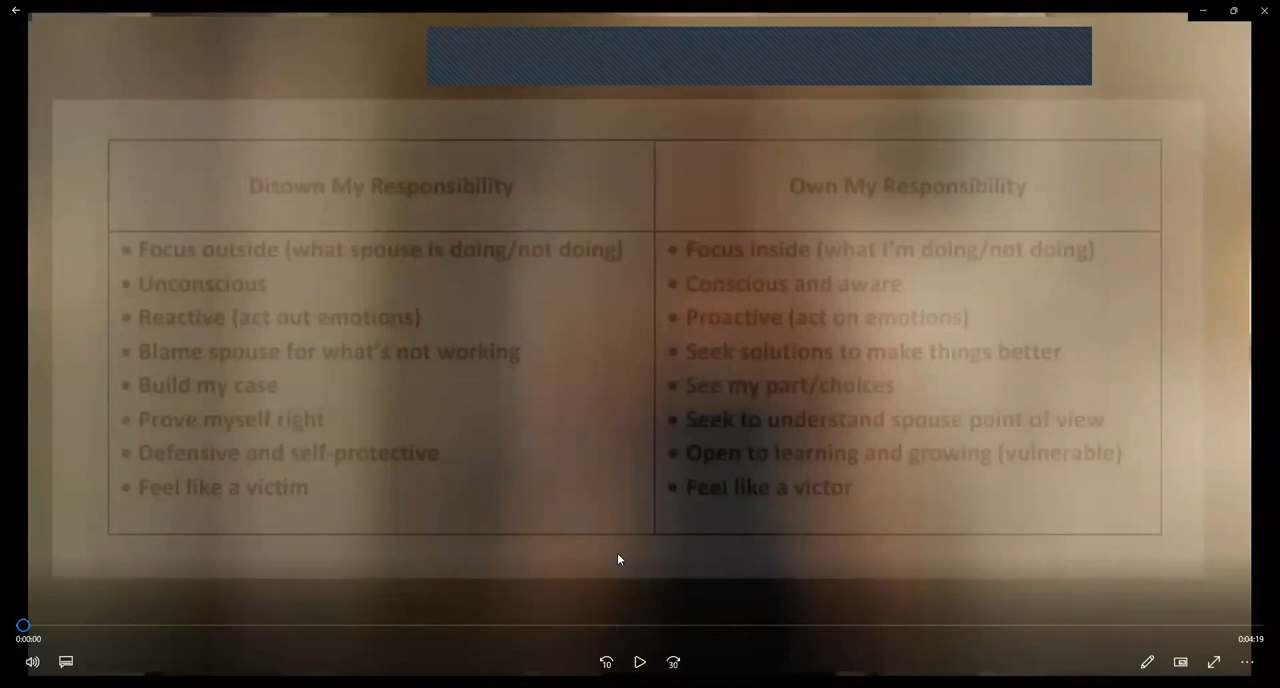 Disown My Responsibility
Own My Responsibility
• Focus outside (what spouse is doing/not doing)
• Unconscious
• Reactive (act out emotions)
• Blame spouse for what's not working
• Build my case
• Prove myself right
• Defensive and self-protective
• Feel like a victim
• Focus inside (what I'm doing/not doing)
• Conscious and aware
• Proactive (act on emotions)
• Seek solutions to make things better
• See my part/choices
• Seek to understand spouse point of view
• Open to learning and growing (vulnerable)
• Feel like a victor
0:00:00
0:04:19
10
30